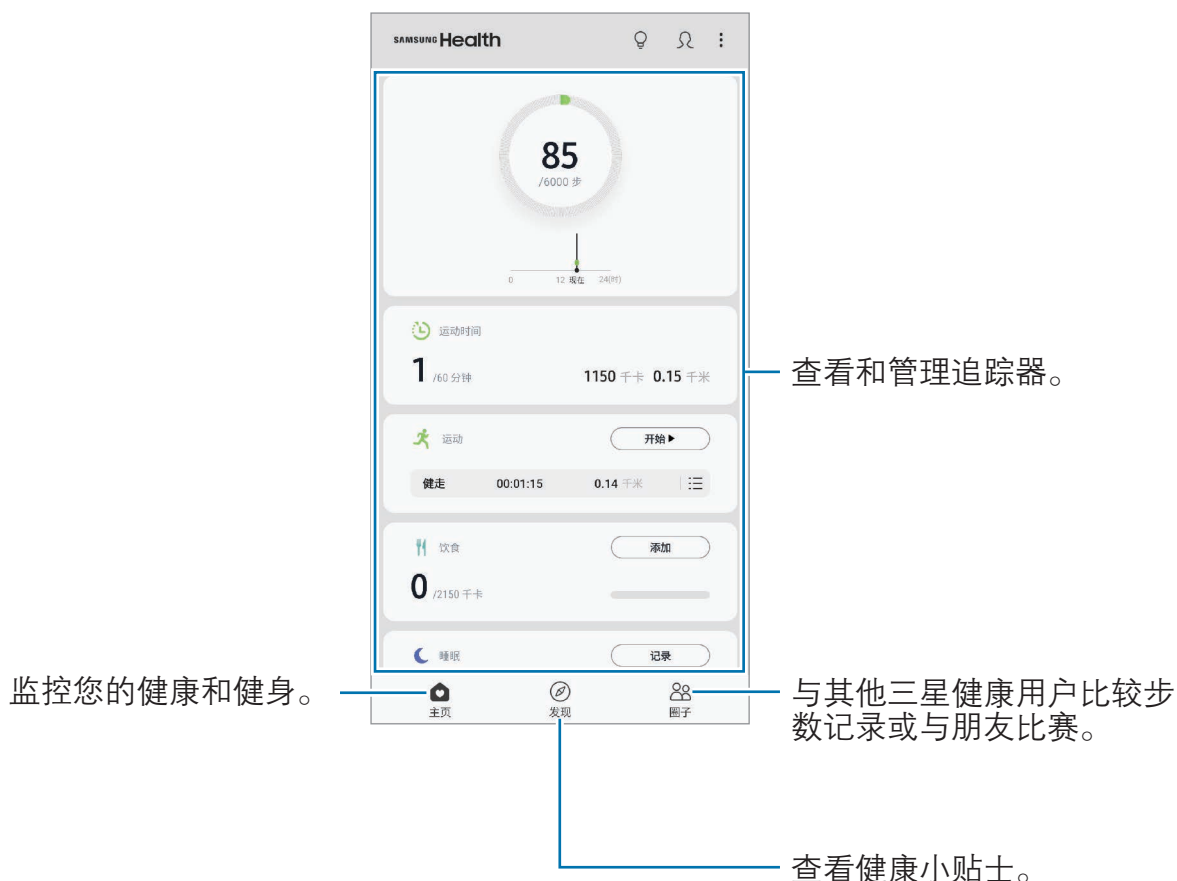 SAMSUNG Health
85
/6000 步
0 12 现在 24(时)
运动时间
1 /60 分钟 1150 千卡 0.15 千米
查看和管理追踪器。
运动 开始
健走 00:01:15 0.14 千米
饮食 添加
0 /2150 千卡
睡眠 记录
监控您的健康和健身。
主页 发现 圈子
与其他三星健康用户比较步
数记录或与朋友比赛。
查看健康小贴士。